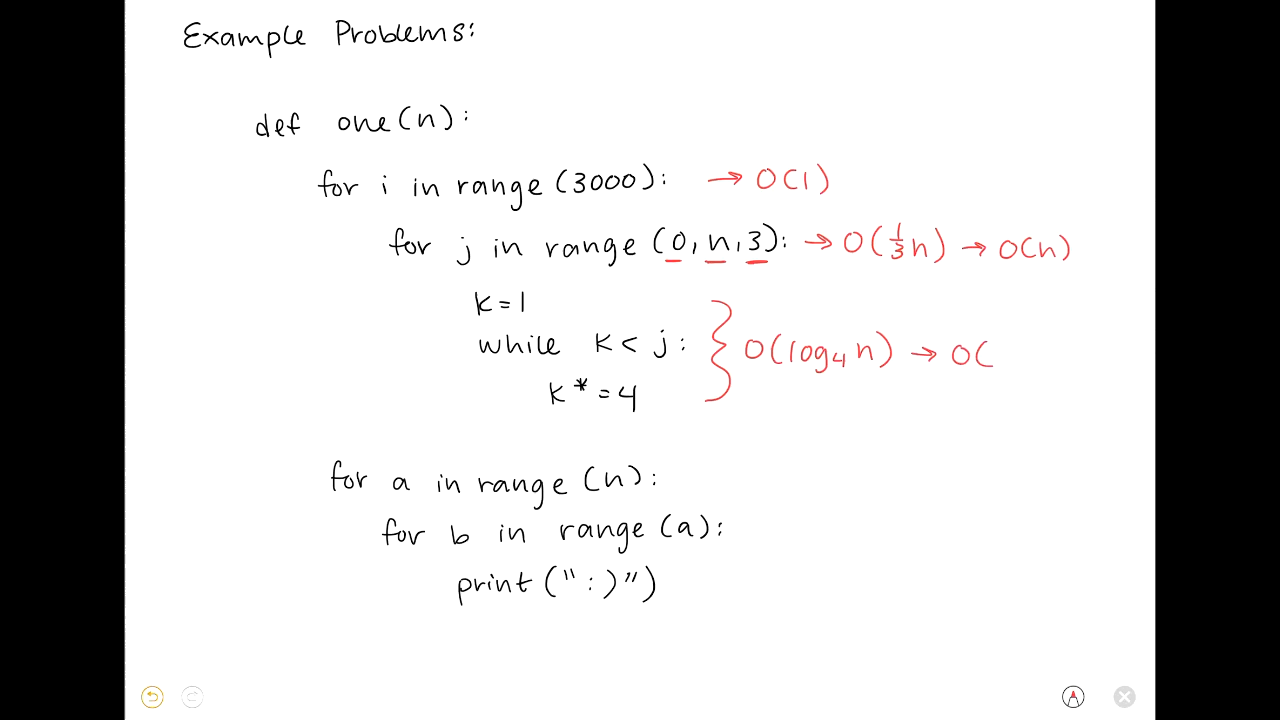 Example Problems:
def one(n):
for i in range(3000): → O(1)
for j in range(0,n,3): → O(⅓n) → O(n)
k=1
while k<j: } O(log₄n) → O(
k*=4
for a in range(n):
for b in range(a):
print(":)")